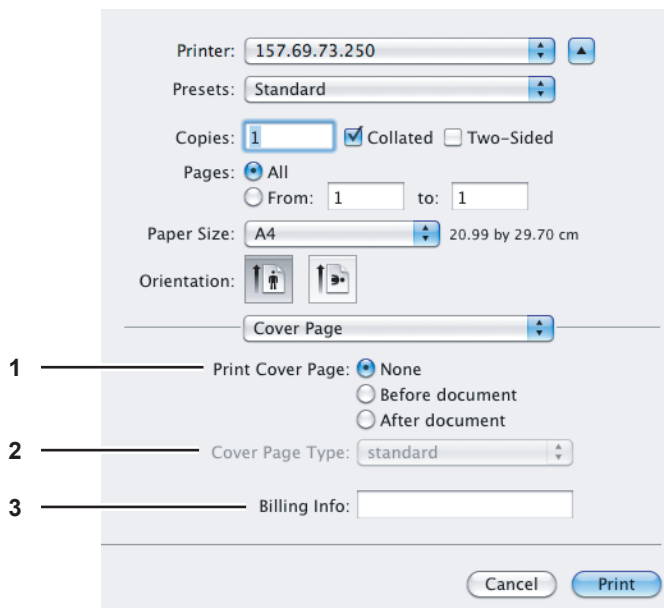 Printer: 157.69.73.250
Presets: Standard
Copies: 1 Collated Two-Sided
Pages: All
From: 1 to: 1
Paper Size: A4 20.99 by 29.70 cm
Orientation:
Cover Page
1 Print Cover Page: None
Before document
After document
2 Cover Page Type: standard
3 Billing Info:
Cancel Print